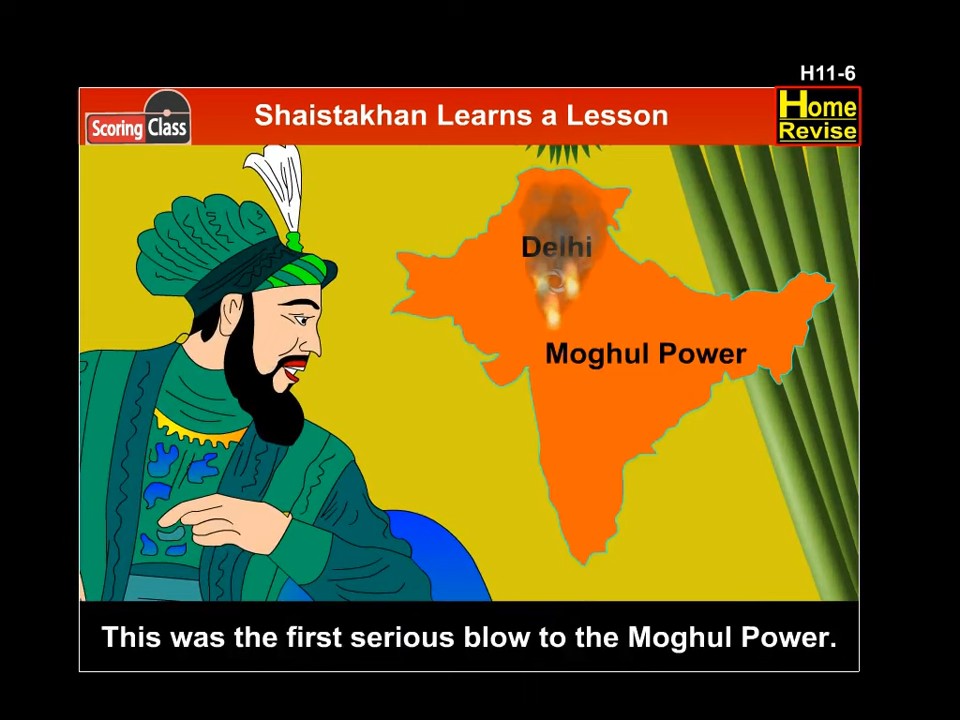 H11-6
Scoring Class
Shaistakhan Learns a Lesson
Home
Revise
Delhi
Moghul Power
This was the first serious blow to the Moghul Power.